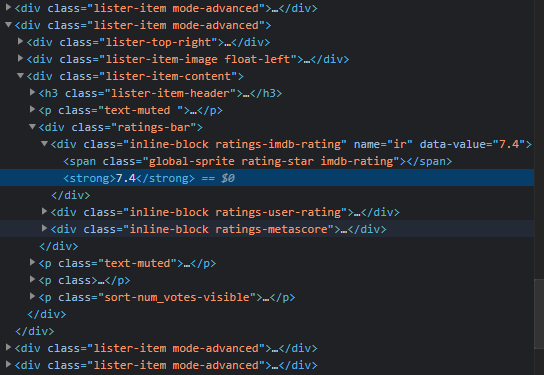 <div class="lister-item mode-advanced">…</div>
<div class="lister-item mode-advanced">
<div class="lister-top-right">…</div>
<div class="lister-item-image float-left">…</div>
<div class="lister-item-content">
<h3 class="lister-item-header">…</h3>
<p class="text-muted ">…</p>
<div class="ratings-bar">
<div class="inline-block ratings-imdb-rating" name="ir" data-value="7.4">
<span class="global-sprite rating-star imdb-rating"></span>
<strong>7.4</strong> == $0
</div>
<div class="inline-block ratings-user-rating">…</div>
<div class="inline-block ratings-metascore">…</div>
</div>
<p class="text-muted">…</p>
<p class>…</p>
<p class="sort-num_votes-visible">…</p>
</div>
</div>
<div class="lister-item mode-advanced">…</div>
<div class="lister-item mode-advanced">…</div>